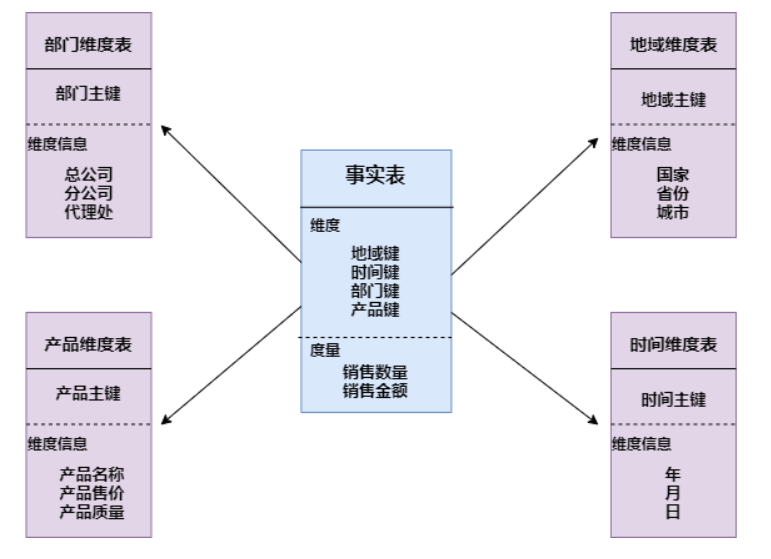 部门维度表
部门主键
维度信息
总公司
分公司
代理处
地域维度表
地域主键
维度信息
国家
省份
城市
事实表
维度
地域键
时间键
部门键
产品键
度量
销售数量
销售金额
产品维度表
产品主键
维度信息
产品名称
产品售价
产品质量
时间维度表
时间主键
维度信息
年
月
日